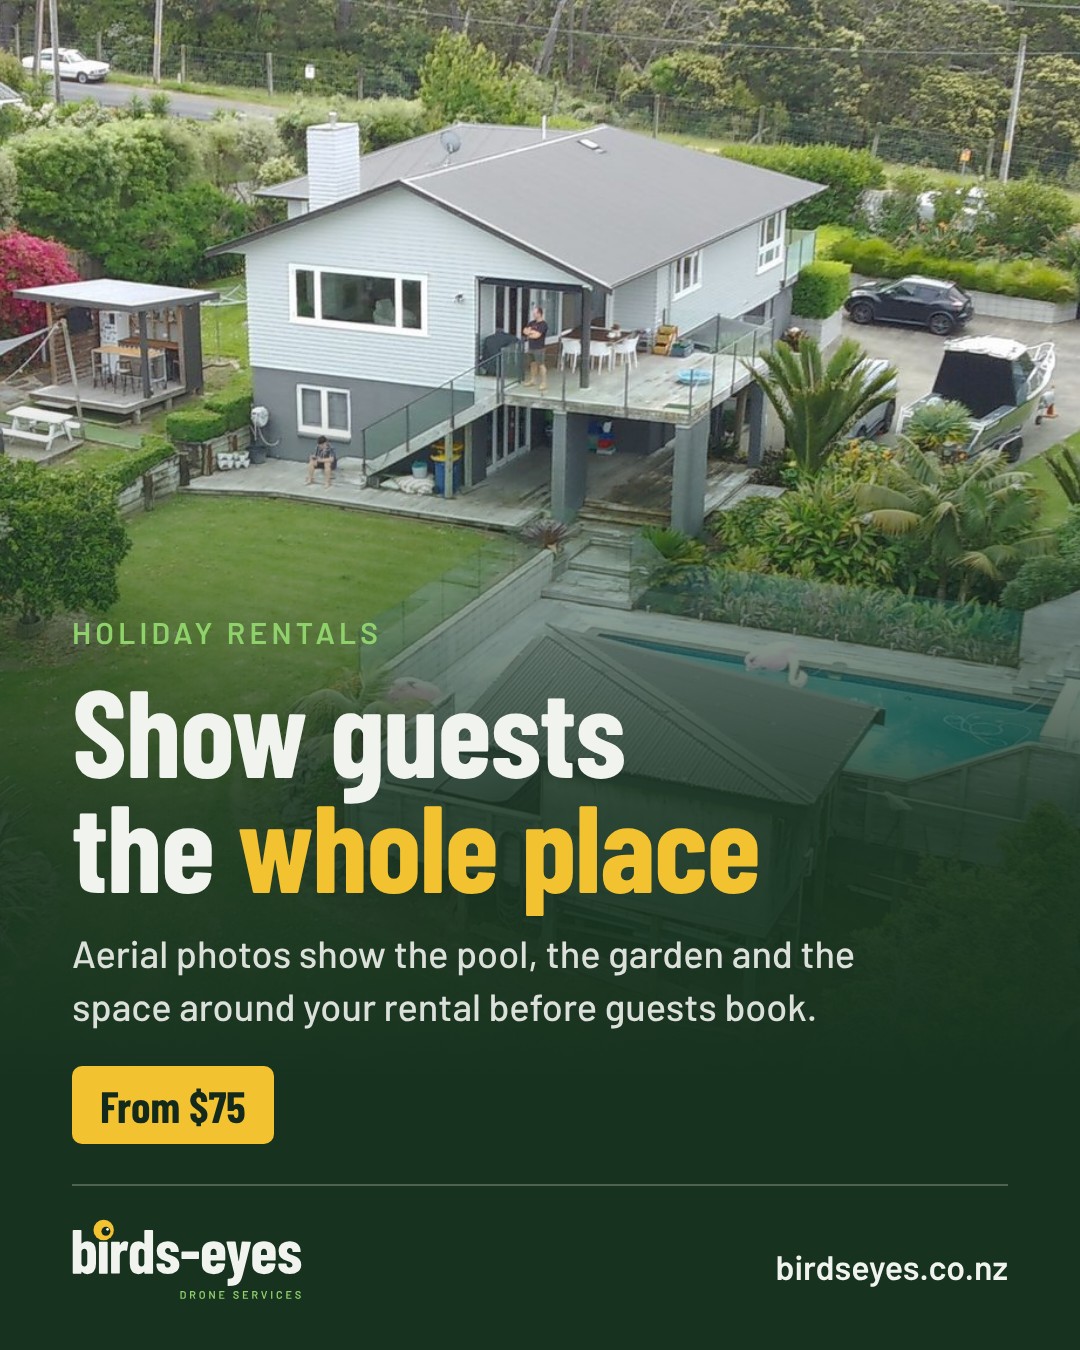 HOLIDAY RENTALS
Show guests
the whole place
Aerial photos show the pool, the garden and the
space around your rental before guests book.
From $75
birds-eyes
DRONE SERVICES
birdseyes.co.nz